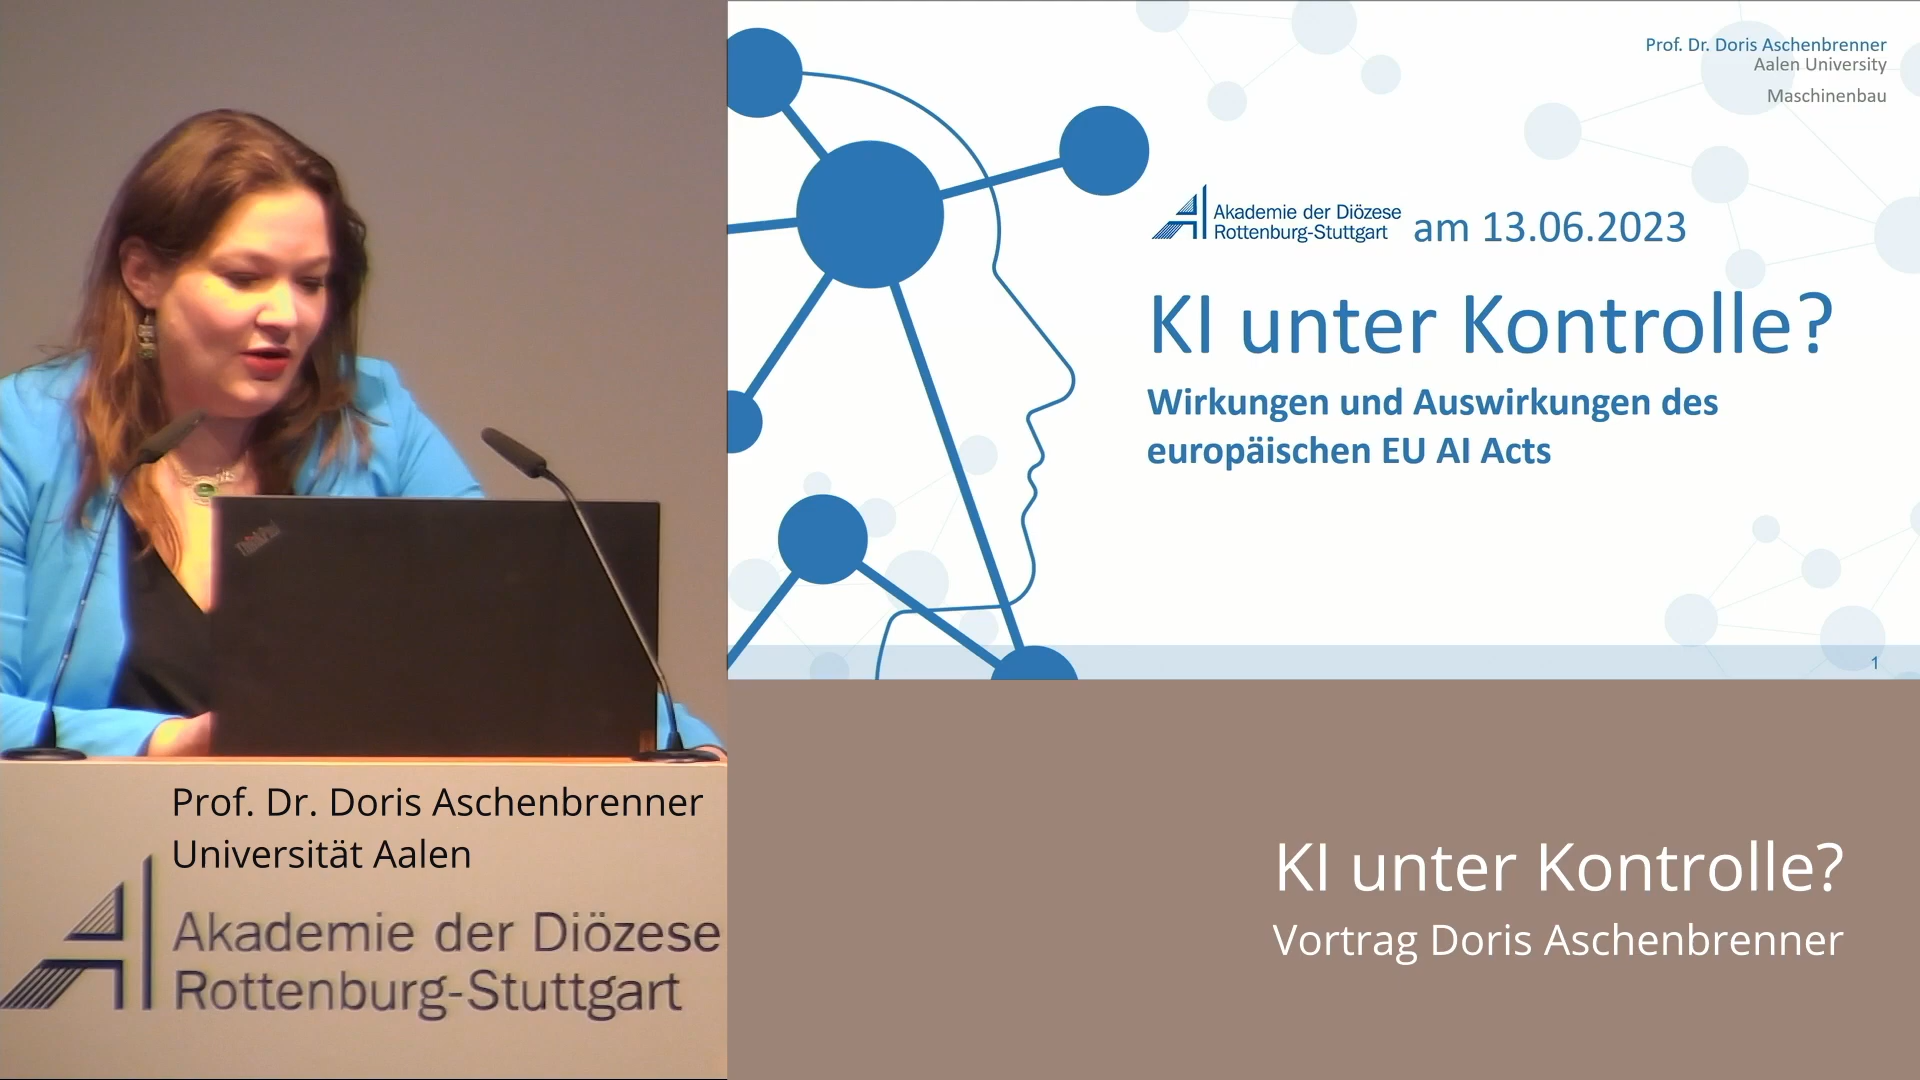 Prof. Dr. Doris Aschenbrenner
Aalen University
Maschinenbau
Akademie der Diözese
Rottenburg-Stuttgart
am 13.06.2023
KI unter Kontrolle?
Wirkungen und Auswirkungen des
europäischen EU AI Acts
1
ThinkPad
Prof. Dr. Doris Aschenbrenner
Universität Aalen
Akademie der Diözese
Rottenburg-Stuttgart
KI unter Kontrolle?
Vortrag Doris Aschenbrenner